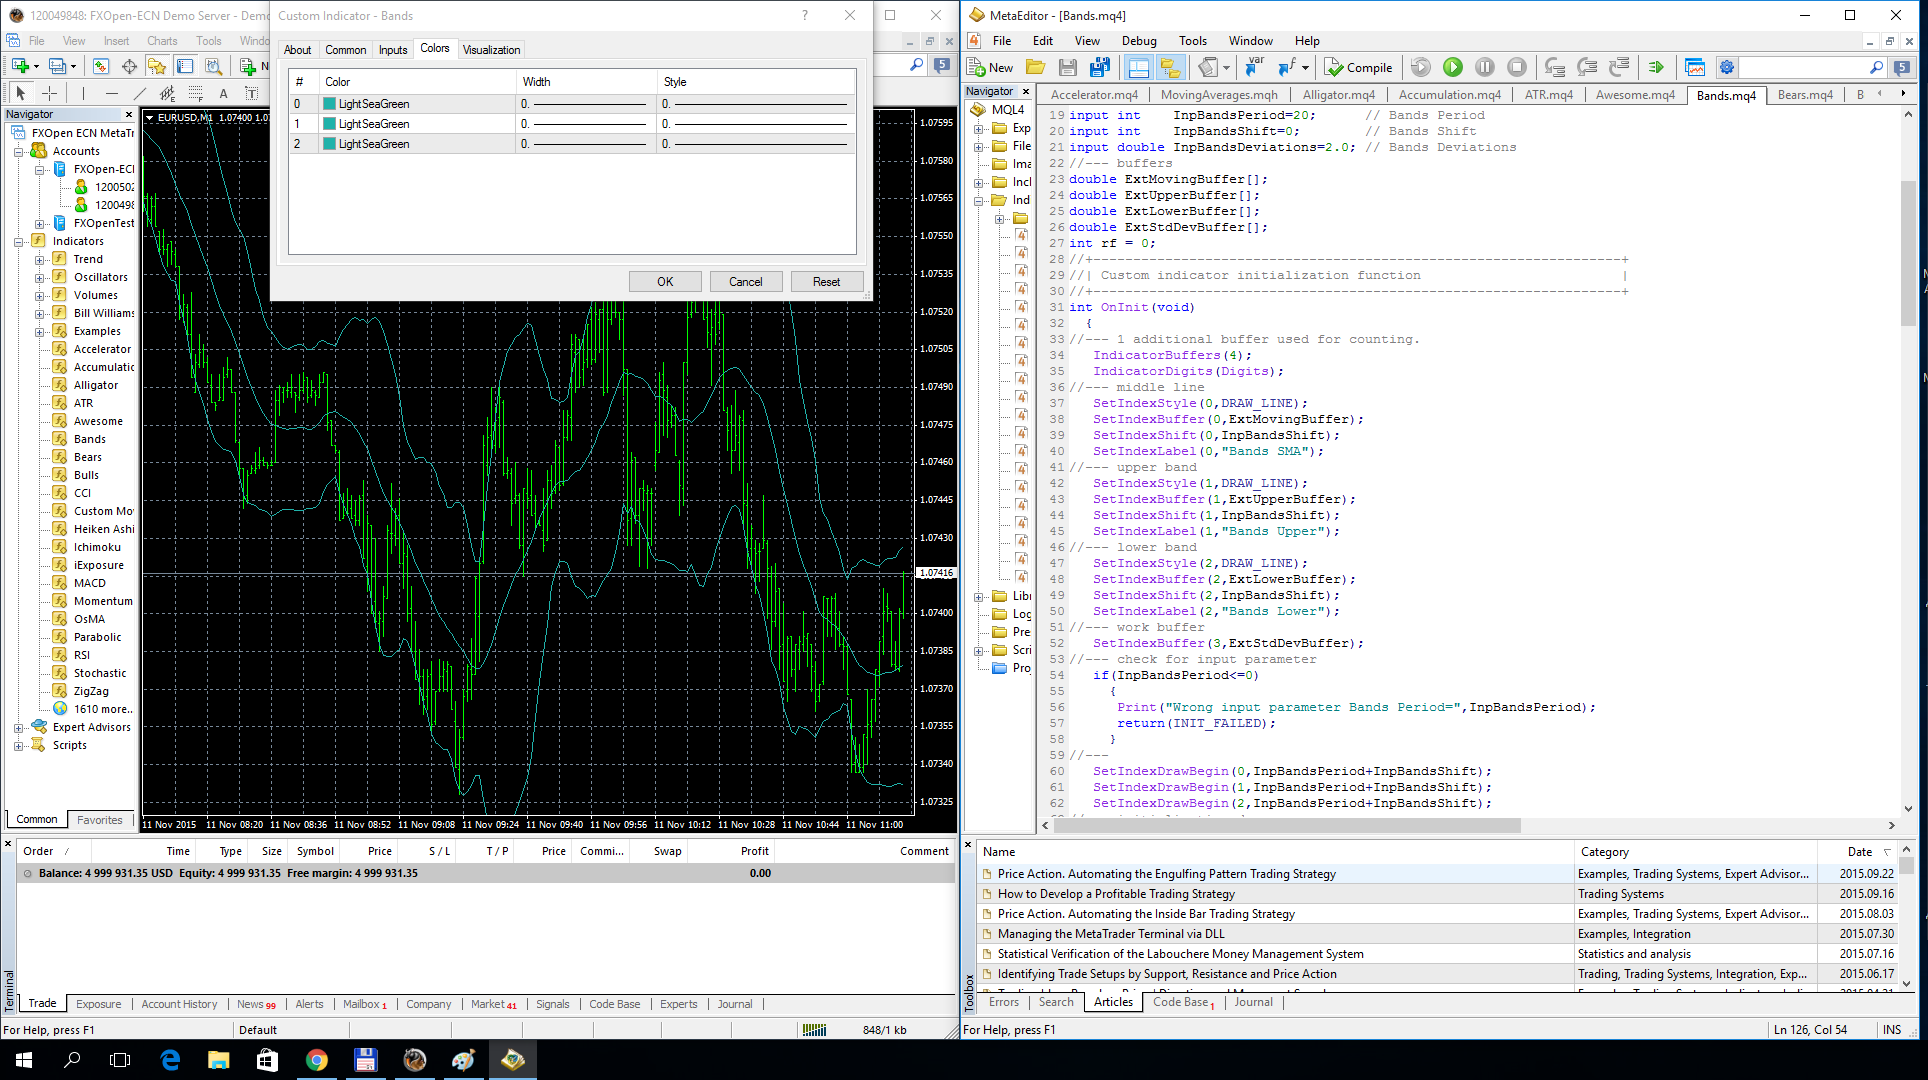 120049848: FXOpen-ECN Demo Server - Demo
File View Insert Charts Tools Windo
Navigator
FXOpen ECN MetaTr
Accounts
FXOpen-ECI
1200502
1200498
FXOpenTest
Indicators
Trend
Oscillators
Volumes
Bill Williams
Examples
Accelerator
Accumulatic
Alligator
ATR
Awesome
Bands
Bears
Bulls
CCI
Custom Mo
Heiken Ashi
Ichimoku
iExposure
MACD
Momentum
OsMA
Parabolic
RSI
Stochastic
ZigZag
1610 more..
Expert Advisors
Scripts
Common Favorites
Custom Indicator - Bands
About Common Inputs Colors Visualization
# Color Width Style
0 LightSeaGreen 0. 0.
1 LightSeaGreen 0. 0.
2 LightSeaGreen 0. 0.
OK Cancel Reset
EURUSD,M1 1.07400 1.07
1.07595
1.07580
1.07565
1.07550
1.07535
1.07520
1.07505
1.07490
1.07475
1.07460
1.07445
1.07430
1.07416
1.07400
1.07385
1.07370
1.07355
1.07340
1.07325
11 Nov 2015 11 Nov 08:20 11 Nov 08:36 11 Nov 08:52 11 Nov 09:08 11 Nov 09:24 11 Nov 09:40 11 Nov 09:56 11 Nov 10:12 11 Nov 10:28 11 Nov 10:44 11 Nov 11:00
Order / Time Type Size Symbol Price S / L T / P Price Commi... Swap Profit Comment
Balance: 4 999 931.35 USD Equity: 4 999 931.35 Free margin: 4 999 931.35 0.00
Terminal
Trade Exposure Account History News 99 Alerts Mailbox 1 Company Market 41 Signals Code Base Experts Journal
For Help, press F1 Default 848/1 kb
MetaEditor - [Bands.mq4]
File Edit View Debug Tools Window Help
New Compile 5
Navigator
MQL4
Exp
File
Ima
Incl
Ind
Libr
Log
Pre
Scri
Proj
Accelerator.mq4 MovingAverages.mqh Alligator.mq4 Accumulation.mq4 ATR.mq4 Awesome.mq4 Bands.mq4 Bears.mq4 B
19 input int InpBandsPeriod=20; // Bands Period
20 input int InpBandsShift=0; // Bands Shift
21 input double InpBandsDeviations=2.0; // Bands Deviations
22 //--- buffers
23 double ExtMovingBuffer[];
24 double ExtUpperBuffer[];
25 double ExtLowerBuffer[];
26 double ExtStdDevBuffer[];
27 int rf = 0;
28 //+------------------------------------------------------------------+
29 //| Custom indicator initialization function |
30 //+------------------------------------------------------------------+
31 int OnInit(void)
32 {
33 //--- 1 additional buffer used for counting.
34 IndicatorBuffers(4);
35 IndicatorDigits(Digits);
36 //--- middle line
37 SetIndexStyle(0,DRAW_LINE);
38 SetIndexBuffer(0,ExtMovingBuffer);
39 SetIndexShift(0,InpBandsShift);
40 SetIndexLabel(0,"Bands SMA");
41 //--- upper band
42 SetIndexStyle(1,DRAW_LINE);
43 SetIndexBuffer(1,ExtUpperBuffer);
44 SetIndexShift(1,InpBandsShift);
45 SetIndexLabel(1,"Bands Upper");
46 //--- lower band
47 SetIndexStyle(2,DRAW_LINE);
48 SetIndexBuffer(2,ExtLowerBuffer);
49 SetIndexShift(2,InpBandsShift);
50 SetIndexLabel(2,"Bands Lower");
51 //--- work buffer
52 SetIndexBuffer(3,ExtStdDevBuffer);
53 //--- check for input parameter
54 if(InpBandsPeriod<=0)
55 {
56 Print("Wrong input parameter Bands Period=",InpBandsPeriod);
57 return(INIT_FAILED);
58 }
59 //---
60 SetIndexDrawBegin(0,InpBandsPeriod+InpBandsShift);
61 SetIndexDrawBegin(1,InpBandsPeriod+InpBandsShift);
62 SetIndexDrawBegin(2,InpBandsPeriod+InpBandsShift);
Name Category Date
Price Action. Automating the Engulfing Pattern Trading Strategy Examples, Trading Systems, Expert Advisor... 2015.09.22
How to Develop a Profitable Trading Strategy Trading Systems 2015.09.16
Price Action. Automating the Inside Bar Trading Strategy Examples, Trading Systems, Expert Advisor... 2015.08.03
Managing the MetaTrader Terminal via DLL Examples, Integration 2015.07.30
Statistical Verification of the Labouchere Money Management System Statistics and analysis 2015.07.16
Identifying Trade Setups by Support, Resistance and Price Action Trading, Trading Systems, Integration, Exp... 2015.06.17
Toolbox
Errors Search Articles Code Base 1 Journal
For Help, press F1 Ln 126, Col 54 INS